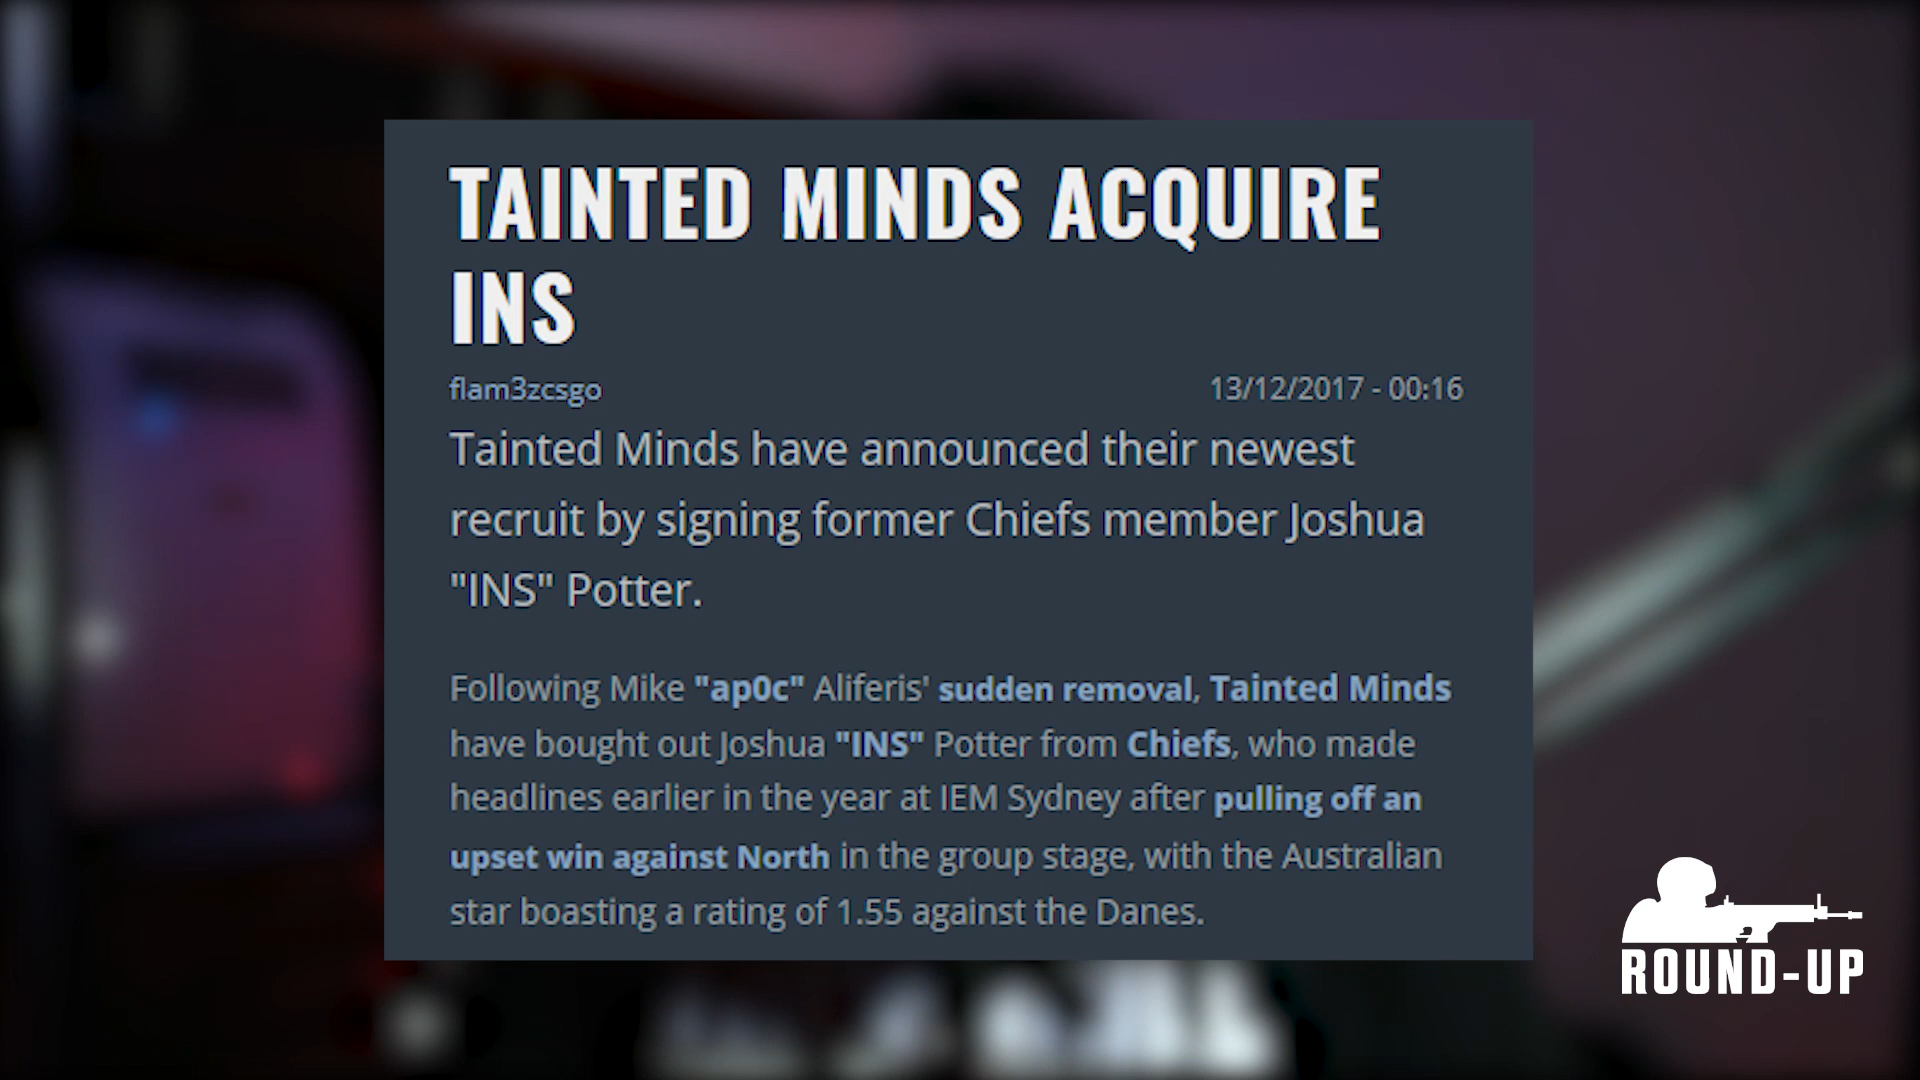 TAINTED MINDS ACQUIRE
INS
flam3zcsgo 13/12/2017 - 00:16
Tainted Minds have announced their newest
recruit by signing former Chiefs member Joshua
"INS" Potter.
Following Mike "ap0c" Aliferis' sudden removal, Tainted Minds
have bought out Joshua "INS" Potter from Chiefs, who made
headlines earlier in the year at IEM Sydney after pulling off an
upset win against North in the group stage, with the Australian
star boasting a rating of 1.55 against the Danes.
ROUND-UP